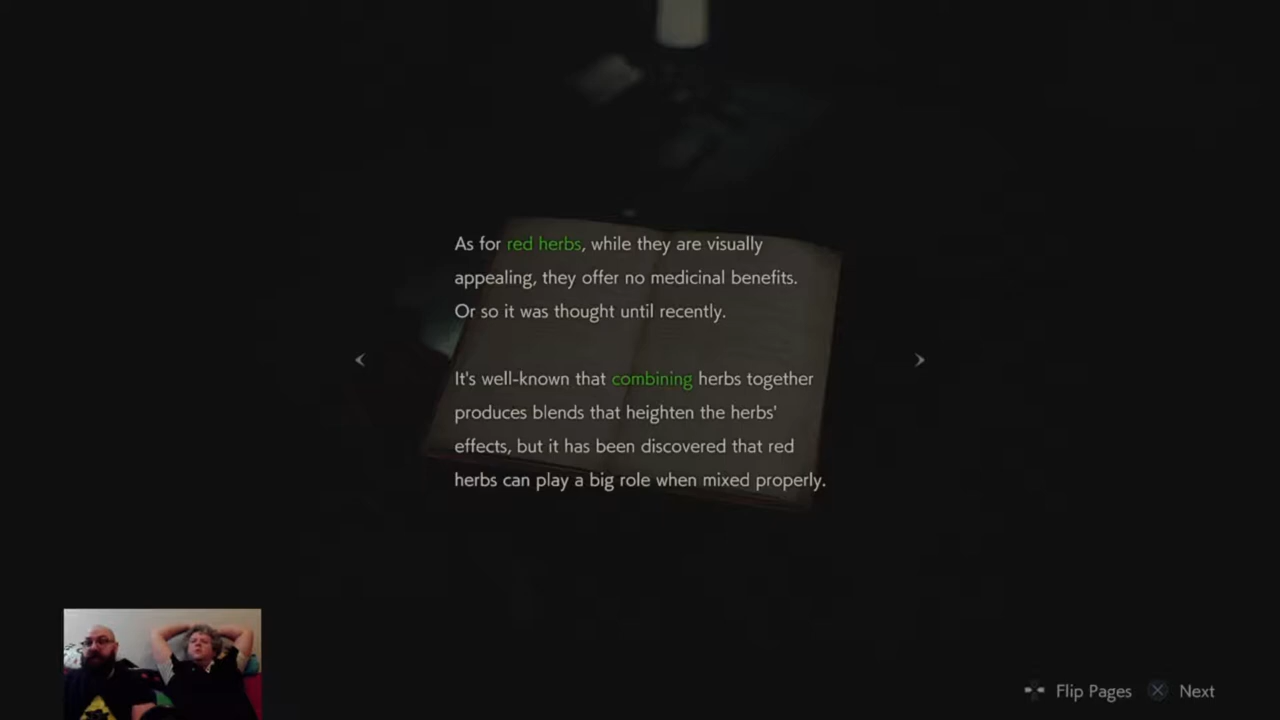 As for red herbs, while they are visually
appealing, they offer no medicinal benefits.
Or so it was thought until recently.
It's well-known that combining herbs together
produces blends that heighten the herbs'
effects, but it has been discovered that red
herbs can play a big role when mixed properly.
Flip Pages Next